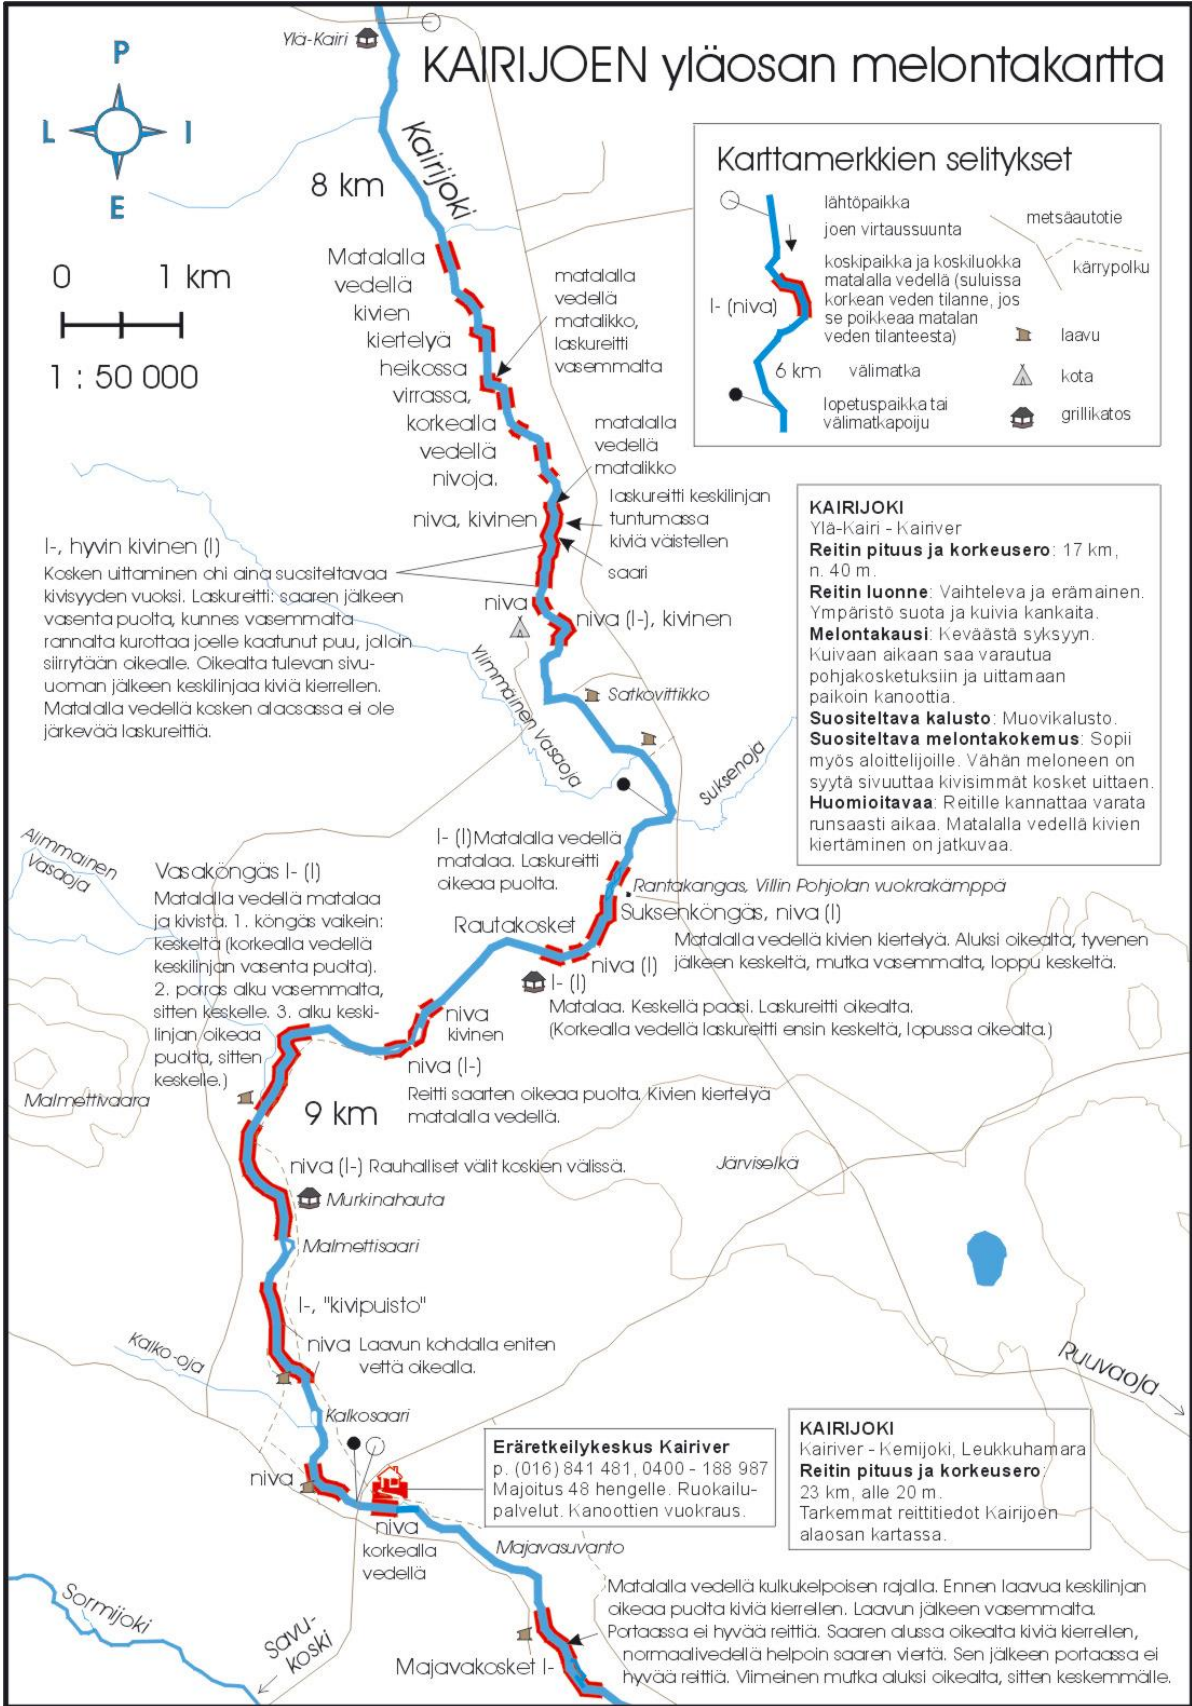 KAIRIJOEN yläosan melontakartta
Ylä-Kairi
P
L
I
E
Kairijoki
8 km
0
1 km
1 : 50 000
Karttamerkkien selitykset
lähtöpaikka
joen virtaussuunta
koskipaikka ja koskiluokka
matalalla vedellä (suluissa
korkean veden tilanne, jos
se poikkeaa matalan
veden tilanteesta)
I- (niva)
6 km
välimatka
lopetuspaikka tai
välimatkapoiju
metsäautotie
kärrypolku
laavu
kota
grillikatos
Matalalla
vedellä
kivien
kiertelyä
heikossa
virrassa,
korkealla
vedellä
nivoja.
matalalla
vedellä
matalikko,
laskureitti
vasemmalta
matalalla
vedellä
matalikko
niva, kivinen
laskureitti keskilinjan
tuntumassa
kiviä väistellen
saari
I-, hyvin kivinen (I)
Kosken uittaminen ohi aina suositeltavaa
kivisyyden vuoksi. Laskureitti: saaren jälkeen
vasenta puolta, kunnes vasemmalta
rannalta kurottaa joelle kaatunut puu, jolloin
siirrytään oikealle. Oikealta tulevan sivu-
uoman jälkeen keskilinjaa kiviä kierrellen.
Matalalla vedellä kosken alaosassa ei ole
järkevää laskureittiä.
niva
niva (I-), kivinen
Ylimmäinen Vasaoja
Satkovittikko
Suksenoja
KAIRIJOKI
Ylä-Kairi - Kairiver
Reitin pituus ja korkeusero: 17 km,
n. 40 m.
Reitin luonne: Vaihteleva ja erämainen.
Ympäristö suota ja kuivia kankaita.
Melontakausi: Keväästä syksyyn.
Kuivaan aikaan saa varautua
pohjakosketuksiin ja uittamaan
paikoin kanoottia.
Suositeltava kalusto: Muovikalusto.
Suositeltava melontakokemus: Sopii
myös aloittelijoille. Vähän meloneen on
syytä sivuuttaa kivisimmät kosket uittaen.
Huomioitavaa: Reitille kannattaa varata
runsaasti aikaa. Matalalla vedellä kivien
kiertäminen on jatkuvaa.
I- (I) Matalalla vedellä
matalaa. Laskureitti
oikeaa puolta.
Alimmainen
Vasaoja
Vasaköngäs I- (I)
Matalalla vedellä matalaa
ja kivistä. 1. köngäs vaikein:
keskeltä (korkealla vedellä
keskilinjan vasenta puolta).
2. porras alku vasemmalta,
sitten keskelle. 3. alku keski-
linjan oikeaa
puolta, sitten
keskelle.)
Rantakangas, Villin Pohjolan vuokrakämppä
Rautakosket
Suksenköngäs, niva (I)
Matalalla vedellä kivien kiertelyä. Aluksi oikealta, tyvenen
jälkeen keskeltä, mutka vasemmalta, loppu keskeltä.
niva (I)
I- (I)
Matalaa. Keskellä paasi. Laskureitti oikealta.
(Korkealla vedellä laskureitti ensin keskeltä, lopussa oikealta.)
niva
kivinen
niva (I-)
Reitti saarten oikeaa puolta. Kivien kiertelyä
matalalla vedellä.
Malmettivaara
9 km
niva (I-) Rauhalliset välit koskien välissä.
Järviselkä
Murkinahauta
Malmettisaari
I-, "kivipuisto"
Kalko-oja
niva Laavun kohdalla eniten
vettä oikealla.
Ruuvaoja
Kalkosaari
niva
Eräretkeilykeskus Kairiver
p. (016) 841 481, 0400 - 188 987
Majoitus 48 hengelle. Ruokailu-
palvelut. Kanoottien vuokraus.
KAIRIJOKI
Kairiver - Kemijoki, Leukkuhamara
Reitin pituus ja korkeusero:
23 km, alle 20 m.
Tarkemmat reittitiedot Kairijoen
alaosan kartassa.
niva
korkealla
vedellä
Majavasuvanto
Sormijoki
Savu-
koski
Matalalla vedellä kulkukelpoisen rajalla. Ennen laavua keskilinjan
oikeaa puolta kiviä kierrellen. Laavun jälkeen vasemmalta.
Portaassa ei hyvää reittiä. Saaren alussa oikealta kiviä kierrellen,
normaalivedellä helpoin saaren viertä. Sen jälkeen portaassa ei
hyvää reittiä. Viimeinen mutka aluksi oikealta, sitten keskemmälle.
Majavakosket I-